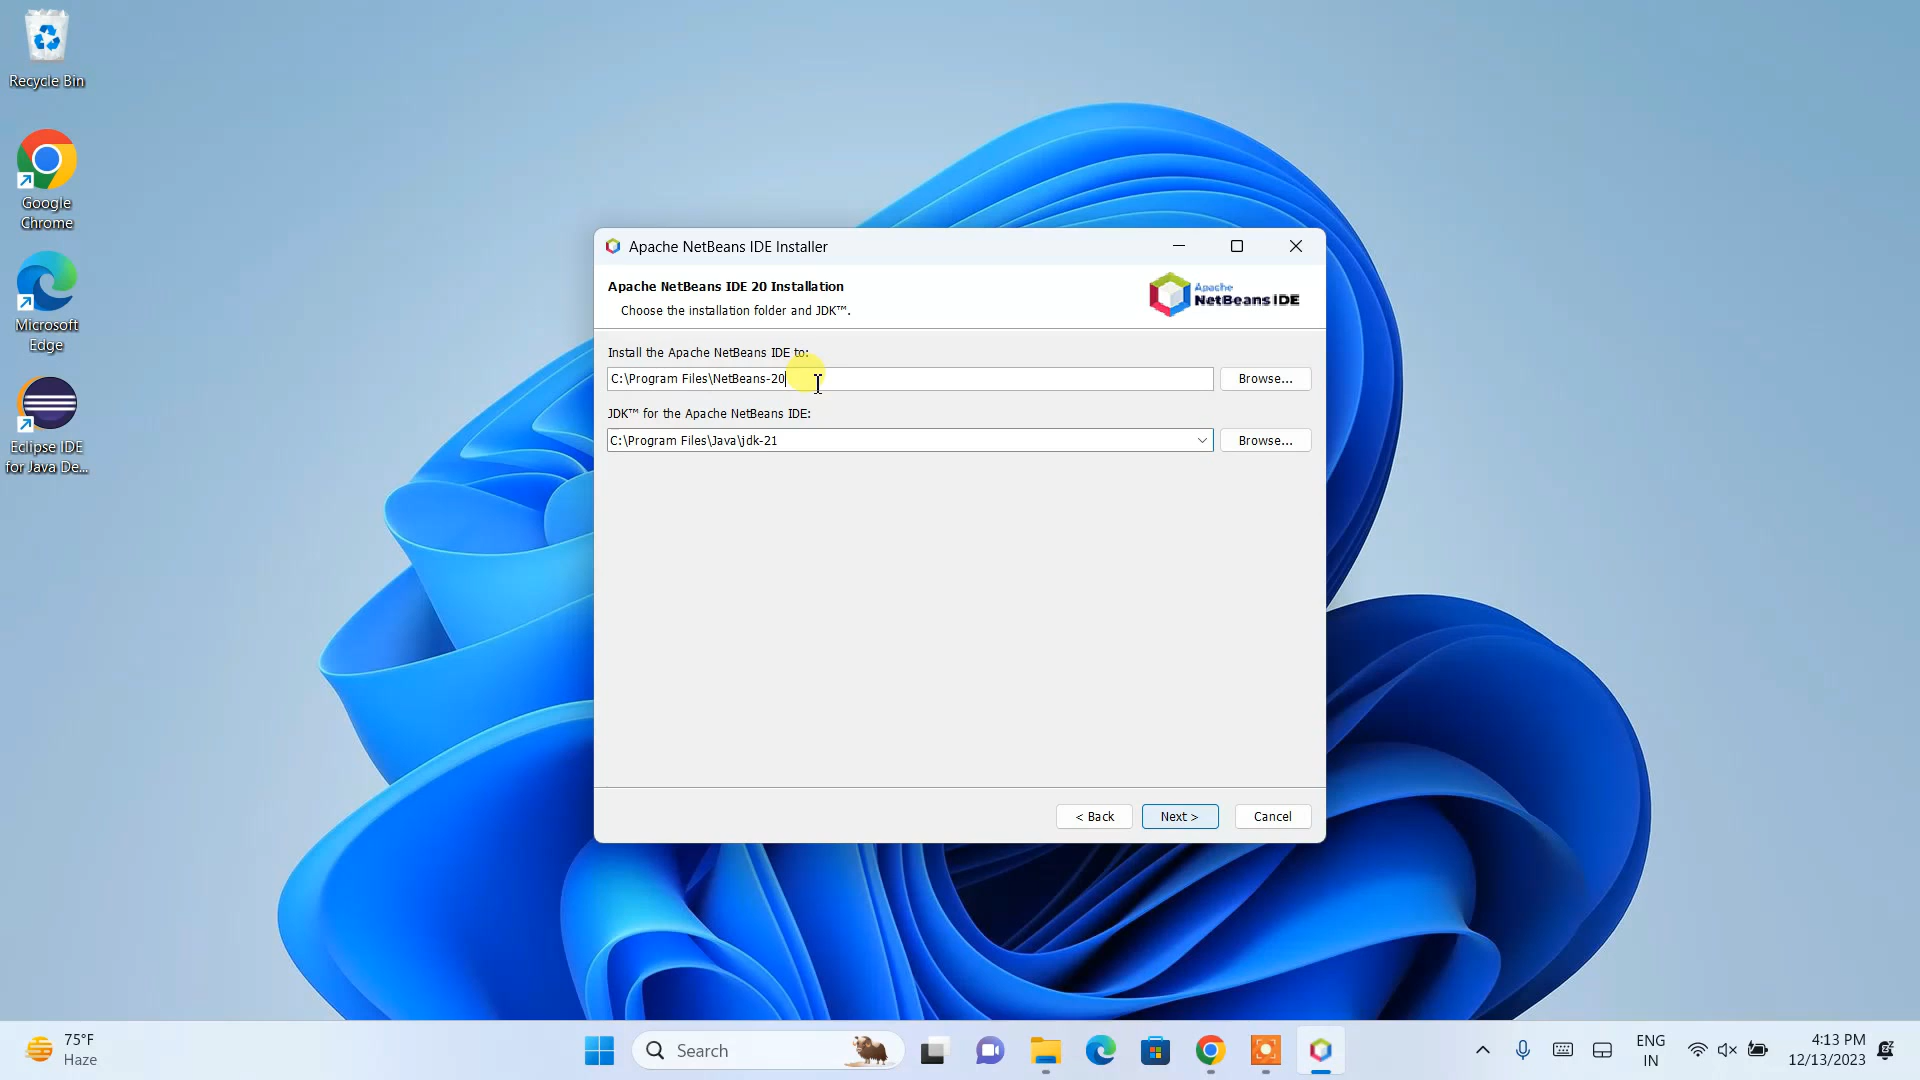 Recycle Bin
Google
Chrome
Microsoft
Edge
Eclipse IDE
for Java De...
Apache NetBeans IDE Installer
Apache NetBeans IDE 20 Installation
Choose the installation folder and JDK™.
Apache
NetBeans IDE
Install the Apache NetBeans IDE to:
C:\Program Files\NetBeans-20
Browse...
JDK™ for the Apache NetBeans IDE:
C:\Program Files\Java\jdk-21
Browse...
< Back
Next >
Cancel
75°F
Haze
Search
ENG
IN
4:13 PM
12/13/2023